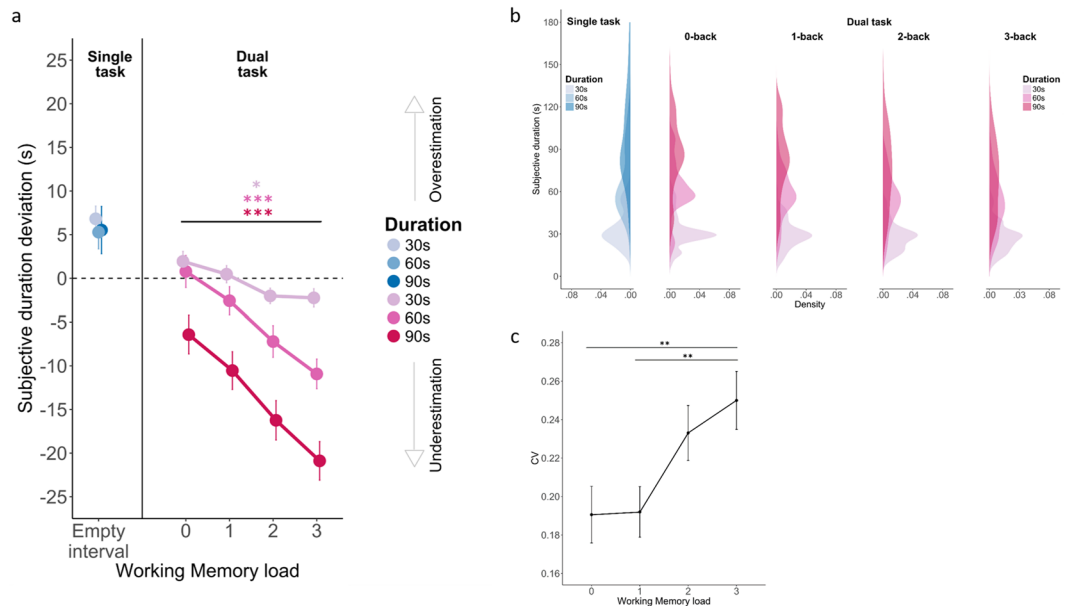 a
Single
task
Dual
task
25
20
15
10
5
0
-5
-10
-15
-20
-25
Subjective duration deviation (s)
*
***
***
Overestimation
Underestimation
Duration
30s
60s
90s
30s
60s
90s
Empty
interval
0
1
2
3
Working Memory load
b
Single task
Dual task
0-back
1-back
2-back
3-back
180
150
120
90
60
30
0
Subjective duration (s)
Duration
30s
60s
90s
Duration
30s
60s
90s
.08 .04 .00
.00 .04 .08
.00 .04 .08
.00 .04 .08
.00 .03 .08
Density
c
**
**
0.28
0.26
0.24
0.22
0.20
0.18
0.16
CV
0
1
2
3
Working Memory load